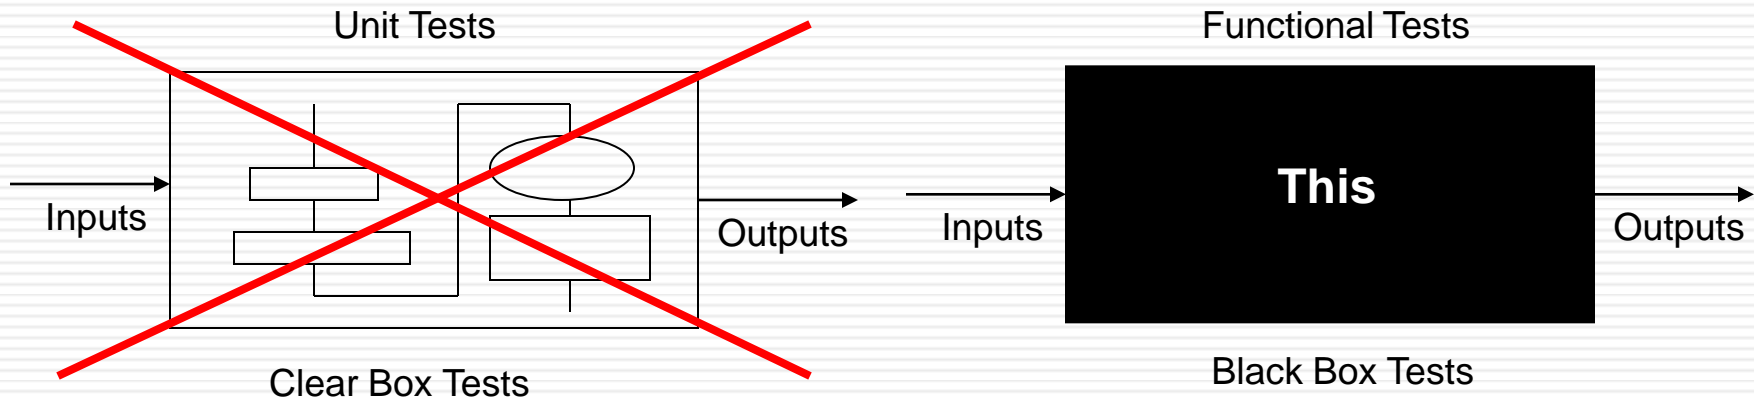 Unit Tests
Inputs
Outputs
Clear Box Tests
Functional Tests
This
Inputs
Outputs
Black Box Tests